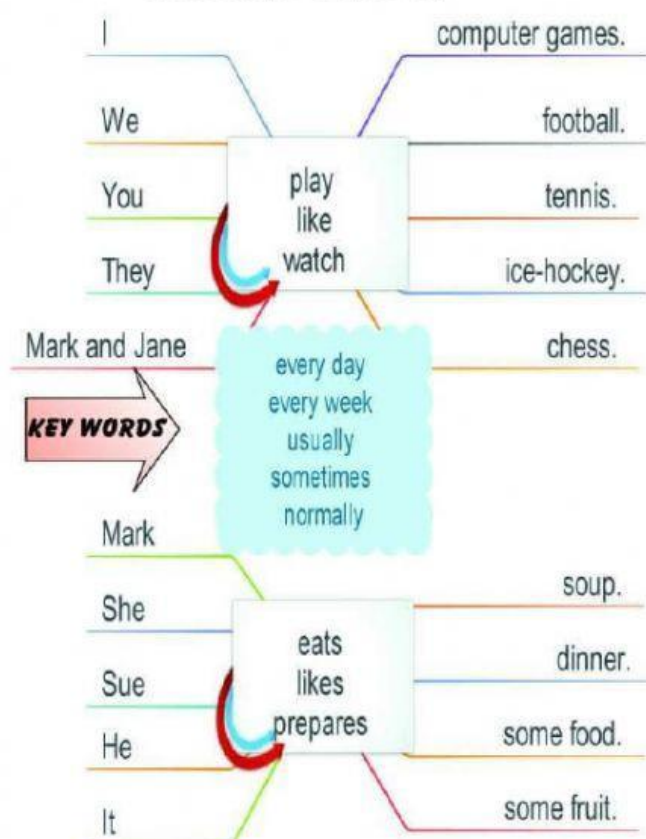 I
computer games.
We
football.
play
You
like
tennis.
They
watch
ice-hockey.
Mark and Jane
chess.
every day
every week
KEY WORDS
usually
sometimes
normally
Mark
soup.
She
eats
dinner.
Sue
likes
prepares
He
some food.
It
some fruit.